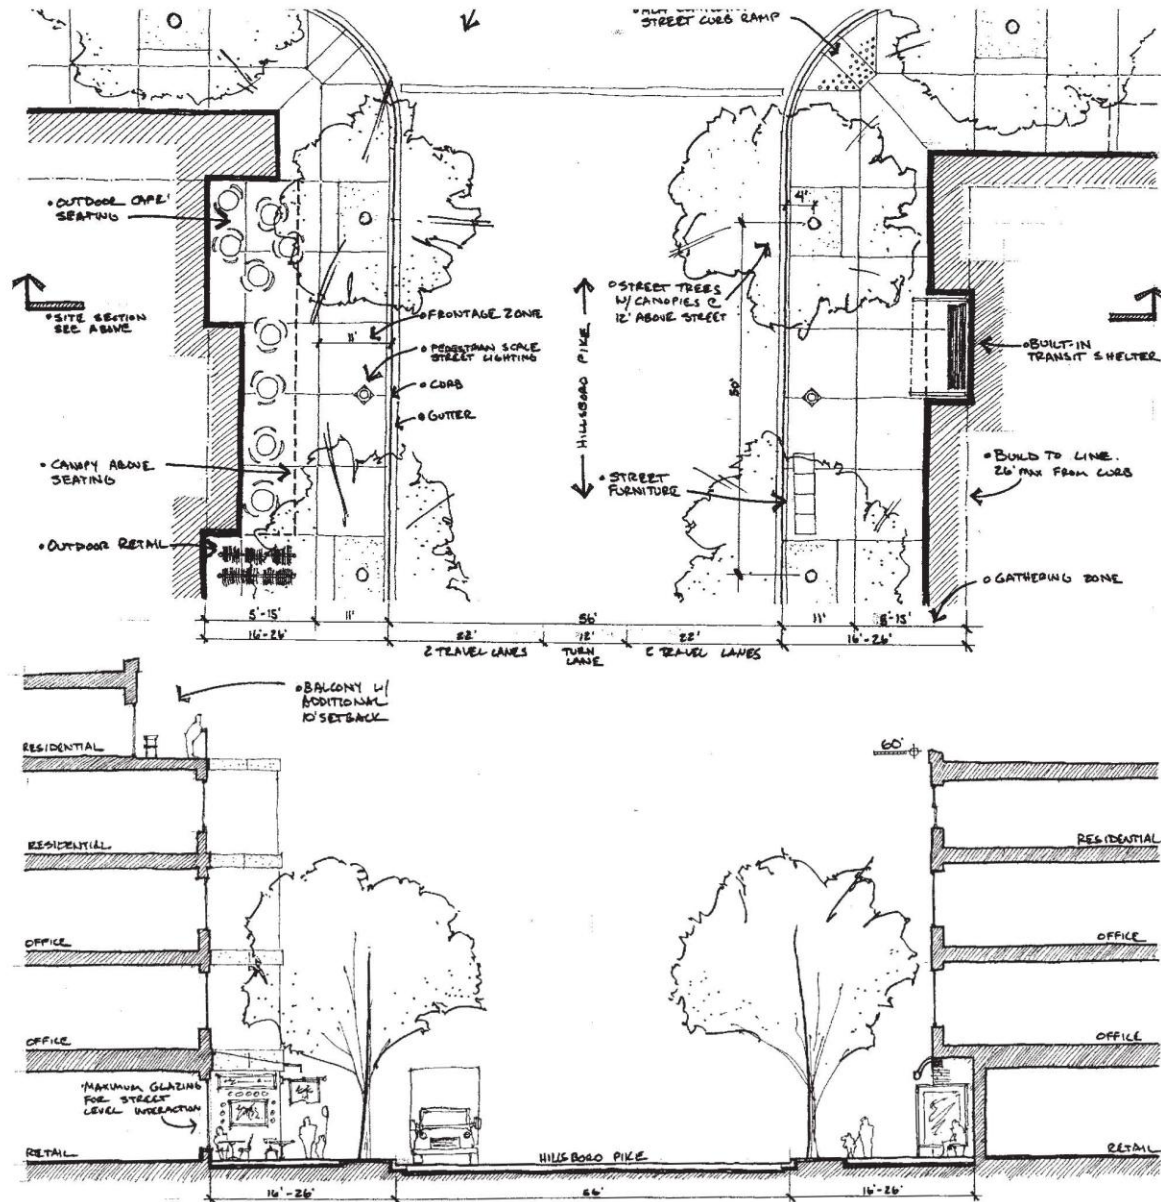 STREET CURB RAMP
•OUTDOOR CAFE'
SEATING
4'
•SITE SECTION
SEE ABOVE
•FRONTAGE ZONE
11'
•PEDESTRIAN SCALE
STREET LIGHTING
•CURB
•GUTTER
HILLSBORO PIKE
•STREET TREES
W/ CANOPIES @
12' ABOVE STREET
50'
•BUILT-IN
TRANSIT SHELTER
•CANOPY ABOVE
SEATING
•STREET
FURNITURE
•BUILD TO LINE.
26' MAX FROM CURB
•OUTDOOR RETAIL
•GATHERING ZONE
5'-15' 11' 56' 11' 5'-15'
16'-26' 22' 12' 22' 16'-26'
2 TRAVEL LANES TURN LANE 2 TRAVEL LANES
•BALCONY W/
ADDITIONAL
10' SETBACK
RESIDENTIAL
60'
RESIDENTIAL
RESIDENTIAL
OFFICE
OFFICE
OFFICE
OFFICE
•MAXIMUM GLAZING
FOR STREET
LEVEL INTERACTION
RETAIL
HILLSBORO PIKE
RETAIL
16'-26' 56' 16'-26'